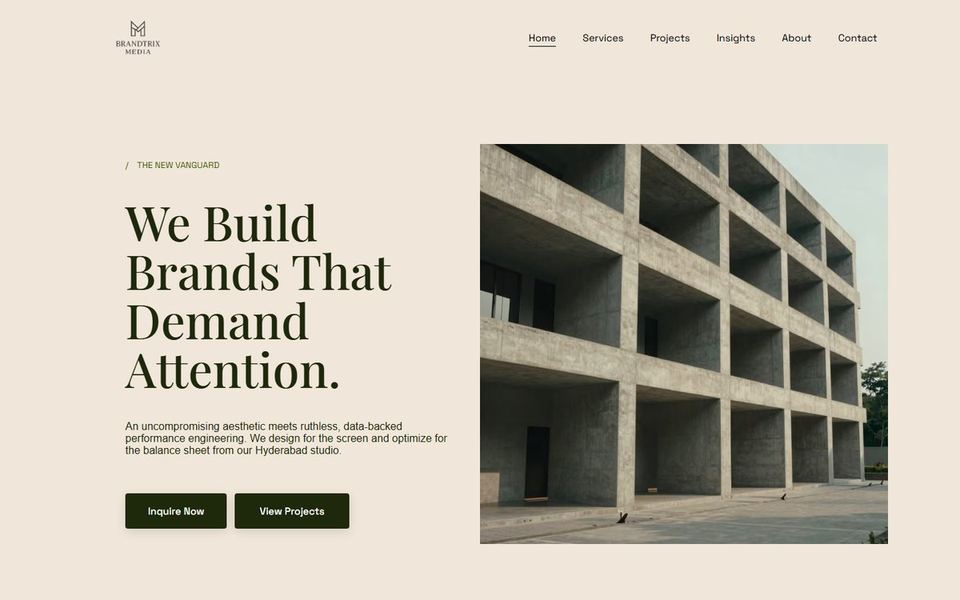 BRANDTRIX
MEDIA
Home Services Projects Insights About Contact
/ THE NEW VANGUARD
We Build
Brands That
Demand
Attention.
An uncompromising aesthetic meets ruthless, data-backed
performance engineering. We design for the screen and optimize for
the balance sheet from our Hyderabad studio.
Inquire Now View Projects